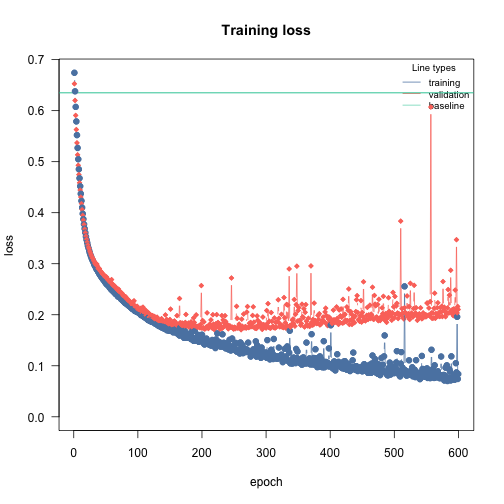 Training loss
Line types
training
validation
baseline
loss
0.7
0.6
0.5
0.4
0.3
0.2
0.1
0.0
0
100
200
300
400
500
600
epoch